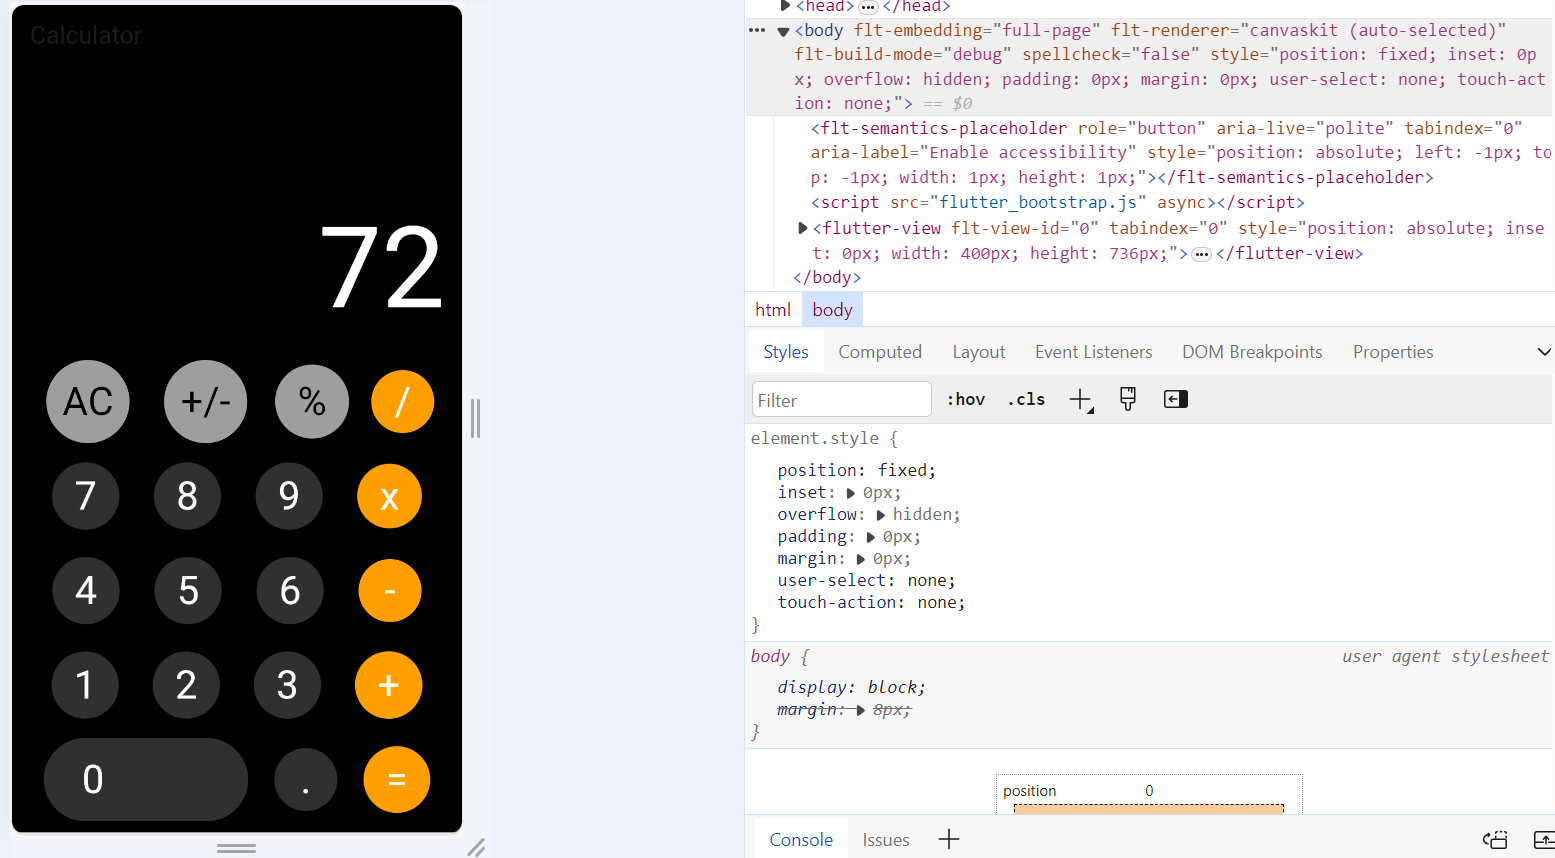 Calculator
72
AC +/- % /
7 8 9 x
4 5 6 -
1 2 3 +
0 . =
<head> ··· </head>
··· <body flt-embedding="full-page" flt-renderer="canvaskit (auto-selected)"
flt-build-mode="debug" spellcheck="false" style="position: fixed; inset: 0p
x; overflow: hidden; padding: 0px; margin: 0px; user-select: none; touch-act
ion: none;"> == $0
<flt-semantics-placeholder role="button" aria-live="polite" tabindex="0"
aria-label="Enable accessibility" style="position: absolute; left: -1px; to
p: -1px; width: 1px; height: 1px;"></flt-semantics-placeholder>
<script src="flutter_bootstrap.js" async></script>
<flutter-view flt-view-id="0" tabindex="0" style="position: absolute; inse
t: 0px; width: 400px; height: 736px;"> ··· </flutter-view>
</body>
html body
Styles Computed Layout Event Listeners DOM Breakpoints Properties
Filter :hov .cls
element.style {
position: fixed;
inset: 0px;
overflow: hidden;
padding: 0px;
margin: 0px;
user-select: none;
touch-action: none;
}
body { user agent stylesheet
display: block;
margin: 8px;
}
position 0
Console Issues